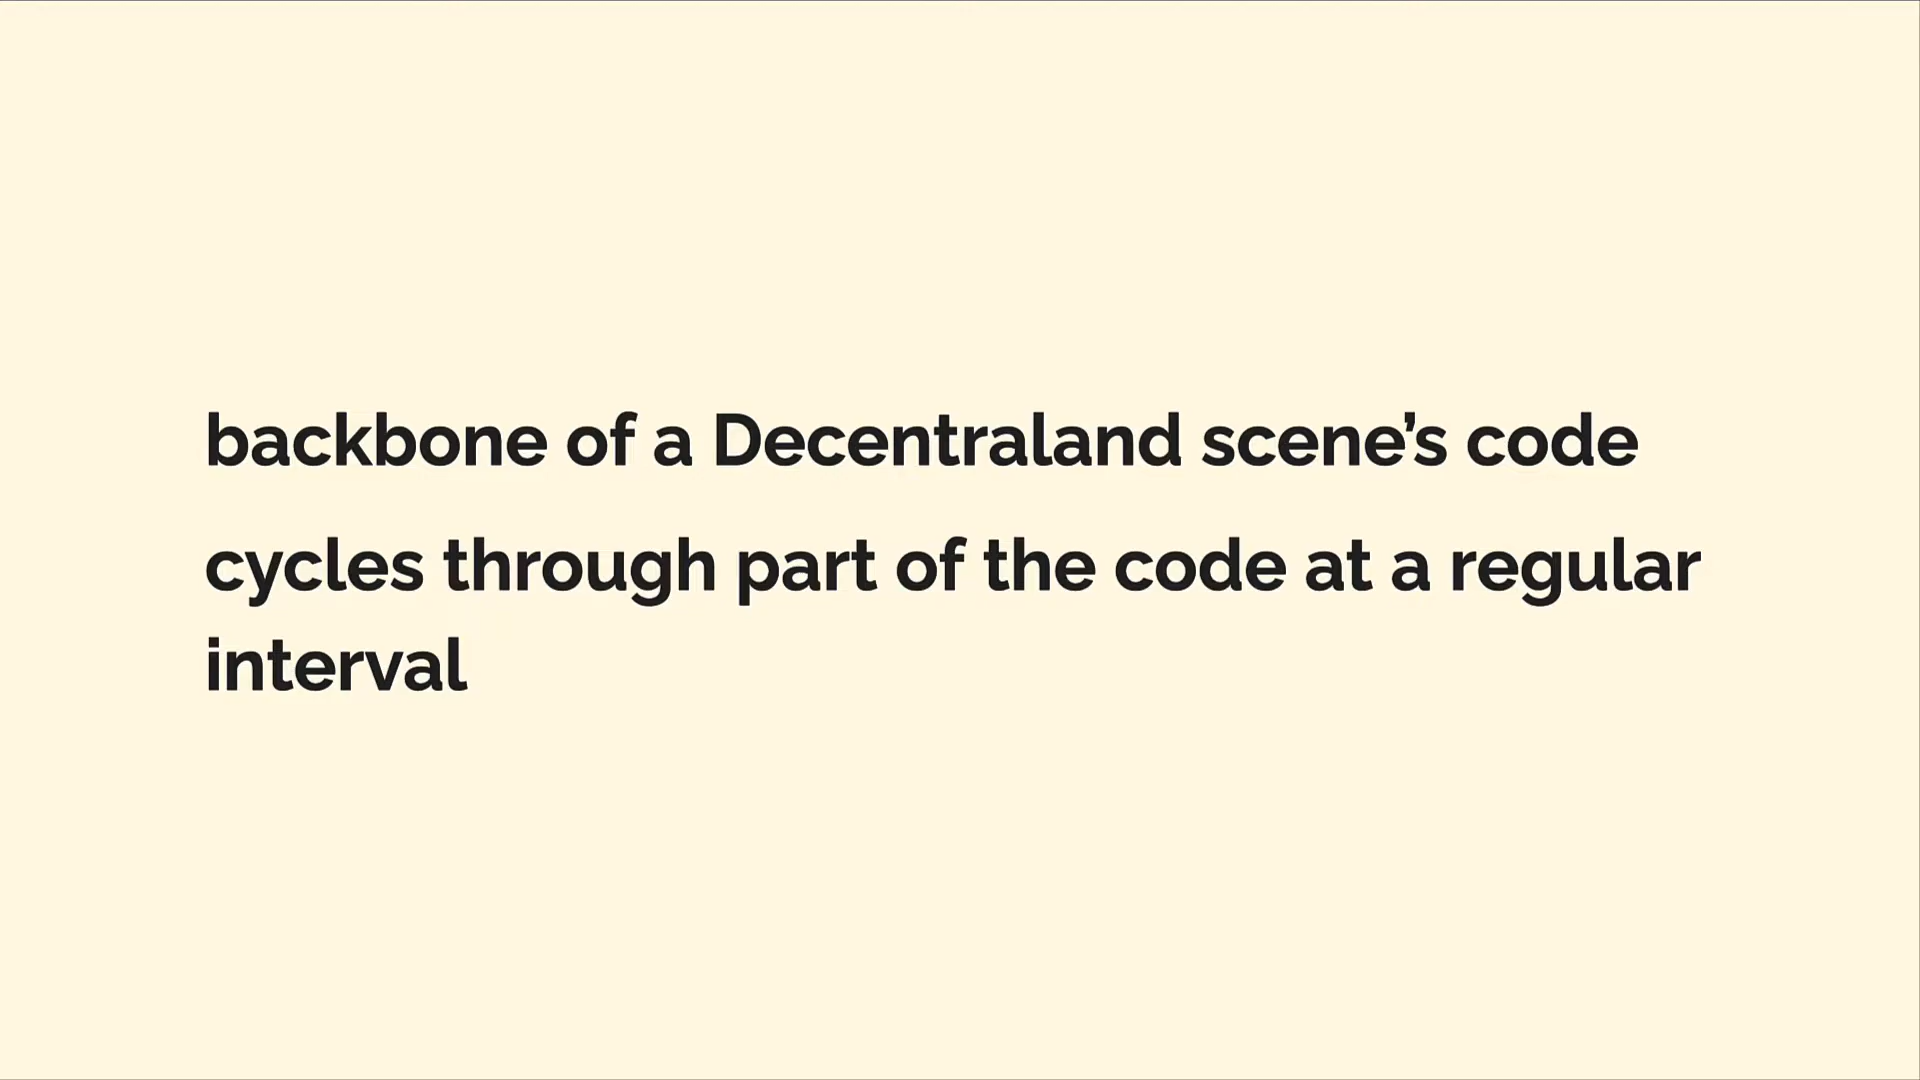 backbone of a Decentraland scene’s code
cycles through part of the code at a regular
interval